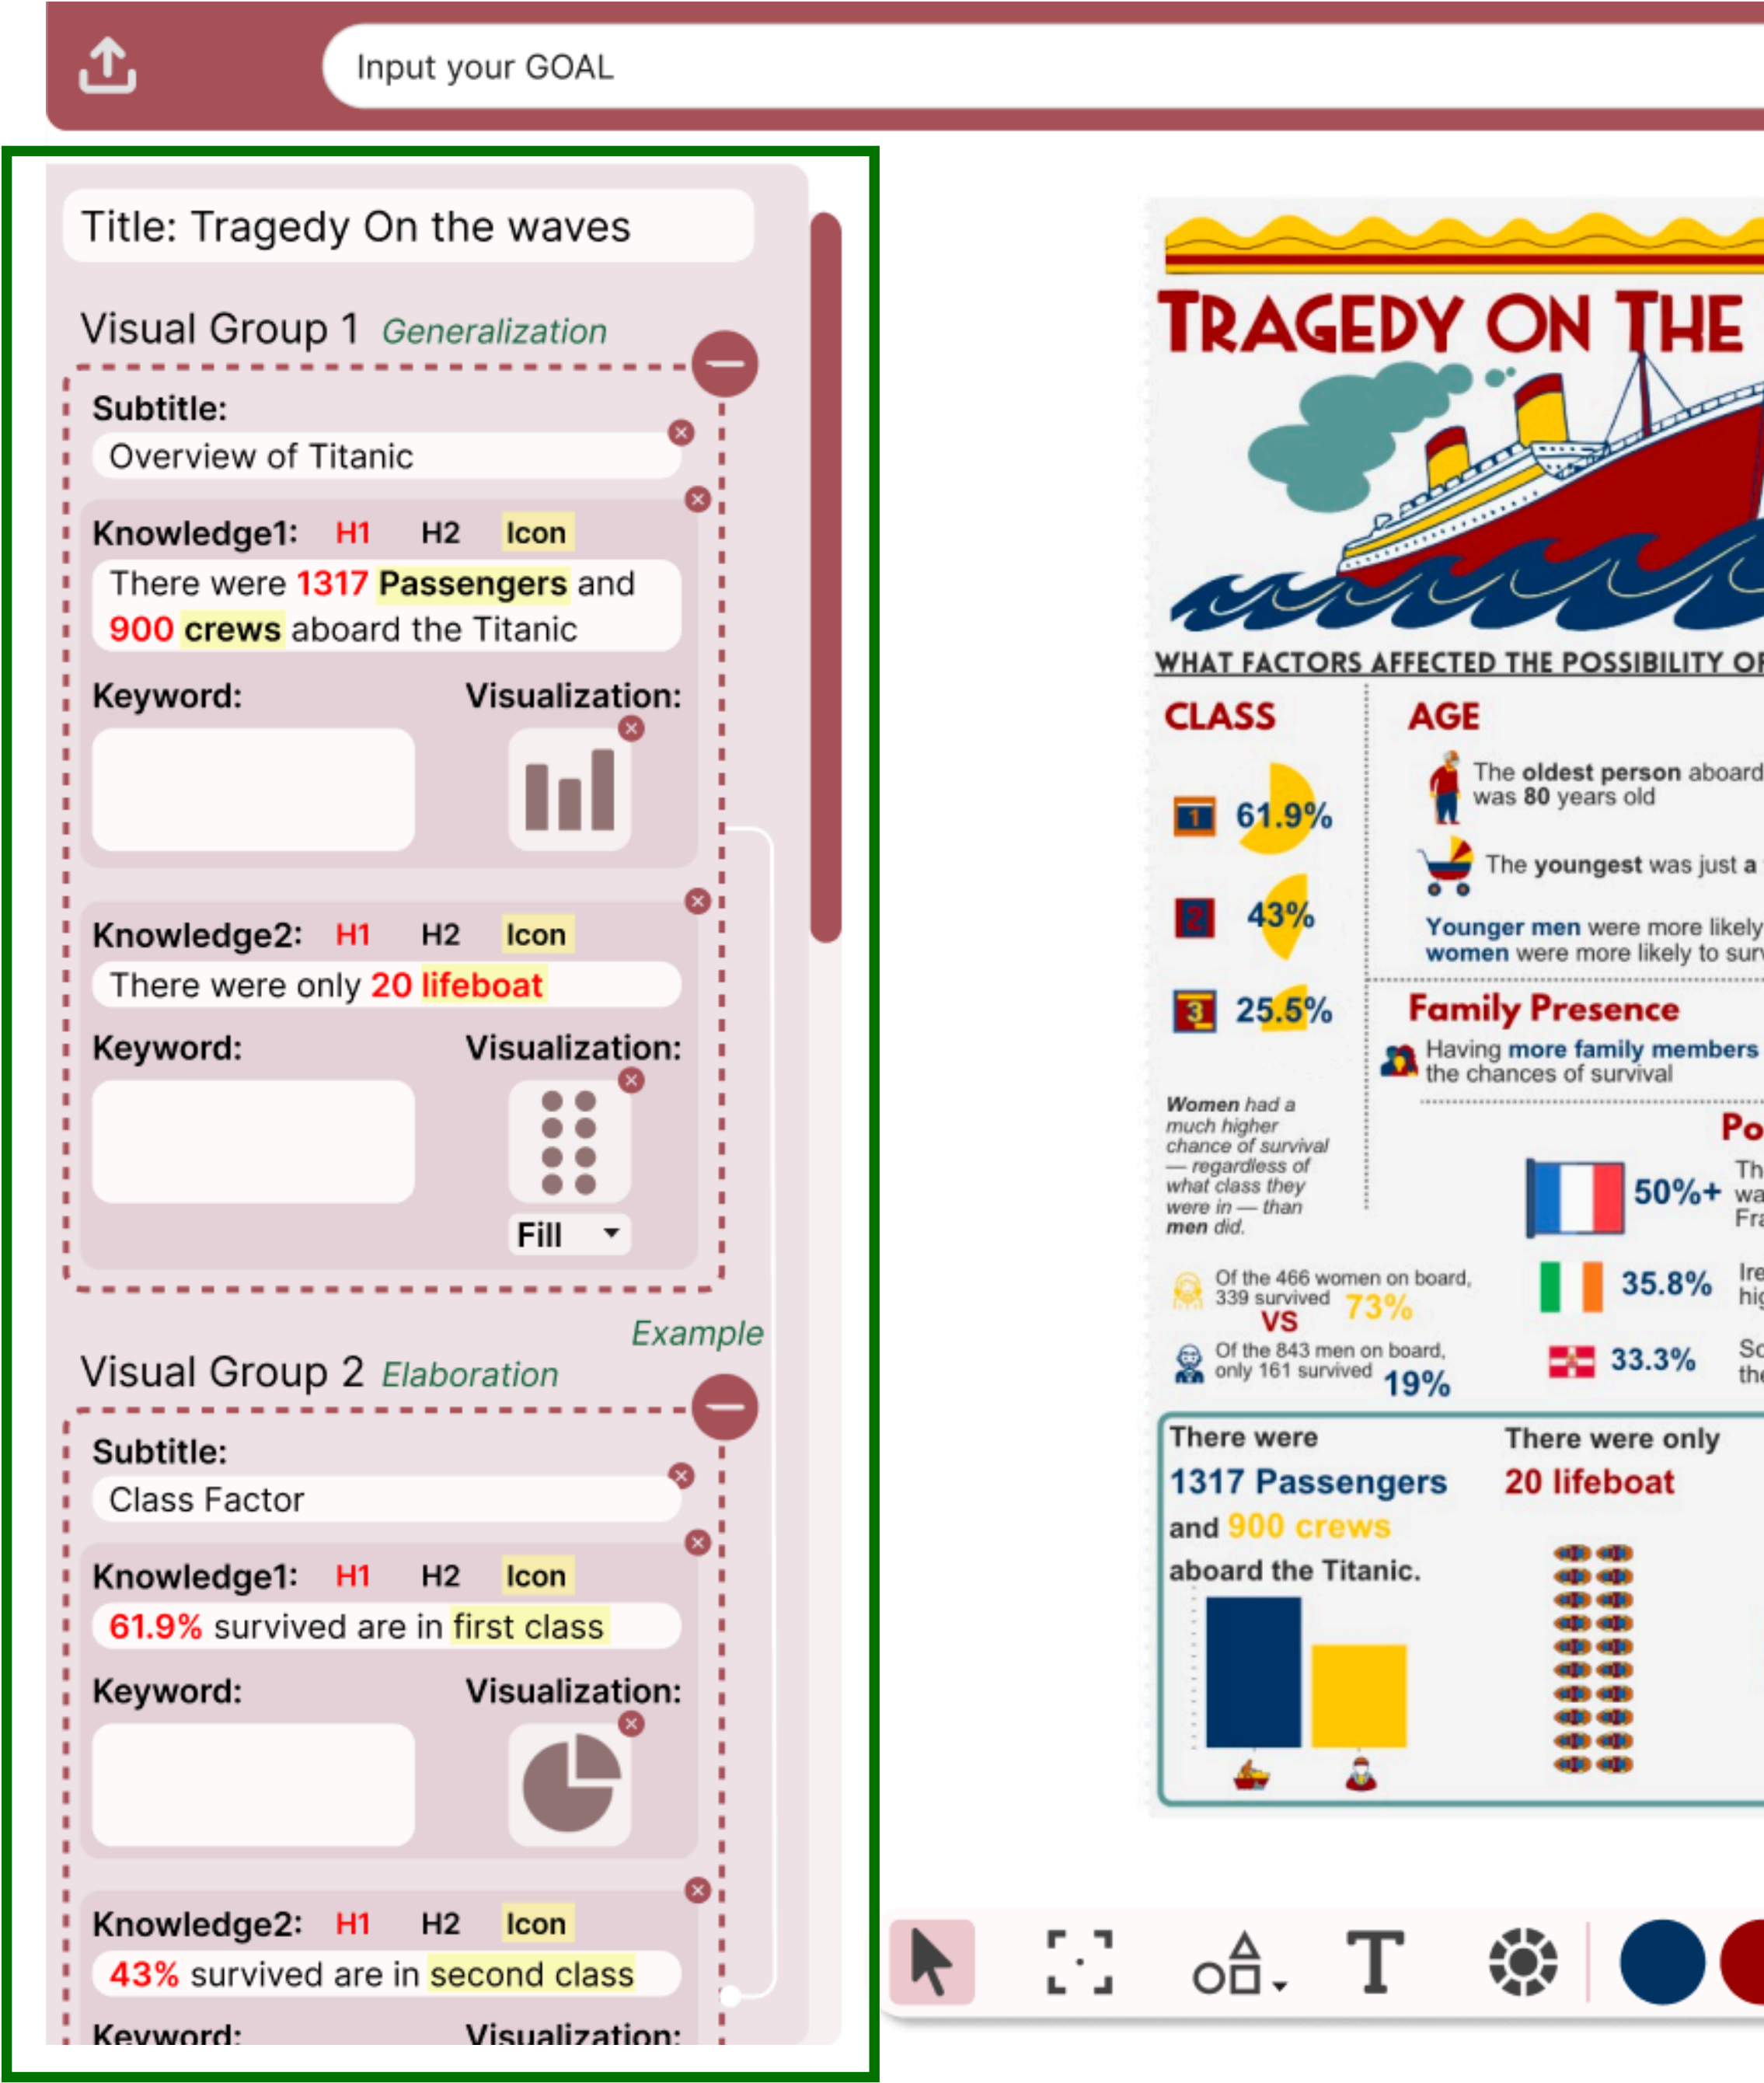 Input your GOAL
Title: Tragedy On the waves
Visual Group 1 Generalization
Subtitle:
Overview of Titanic
Knowledge1: H1 H2 Icon
There were 1317 Passengers and
900 crews aboard the Titanic
Keyword: Visualization:
Knowledge2: H1 H2 Icon
There were only 20 lifeboat
Keyword: Visualization:
Fill
Example
Visual Group 2 Elaboration
Subtitle:
Class Factor
Knowledge1: H1 H2 Icon
61.9% survived are in first class
Keyword: Visualization:
Knowledge2: H1 H2 Icon
43% survived are in second class
Keyword: Visualization:
TRAGEDY ON THE
WHAT FACTORS AFFECTED THE POSSIBILITY OF
CLASS
1 61.9%
2 43%
3 25.5%
Women had a
much higher
chance of survival
— regardless of
what class they
were in — than
men did.
Of the 466 women on board,
339 survived 73%
VS
Of the 843 men on board,
only 161 survived 19%
AGE
The oldest person aboard
was 80 years old
The youngest was just a
Younger men were more likely
women were more likely to
Family Presence
Having more family members
the chances of survival
50%+
35.8%
33.3%
There were
1317 Passengers
and 900 crews
aboard the Titanic.
There were only
20 lifeboat
T